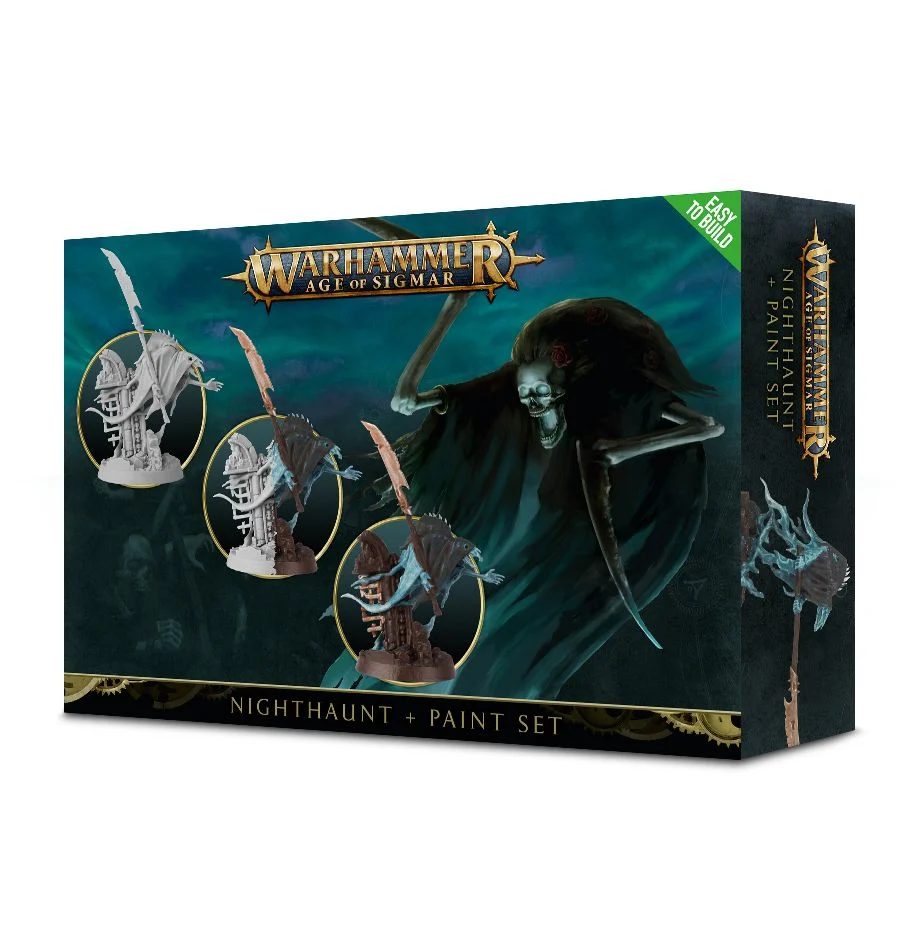 EASY
TO BUILD
WARHAMMER
AGE OF SIGMAR
NIGHTHAUNT + PAINT SET
WARHAMMER
AGE OF SIGMAR
NIGHTHAUNT
+ PAINT SET